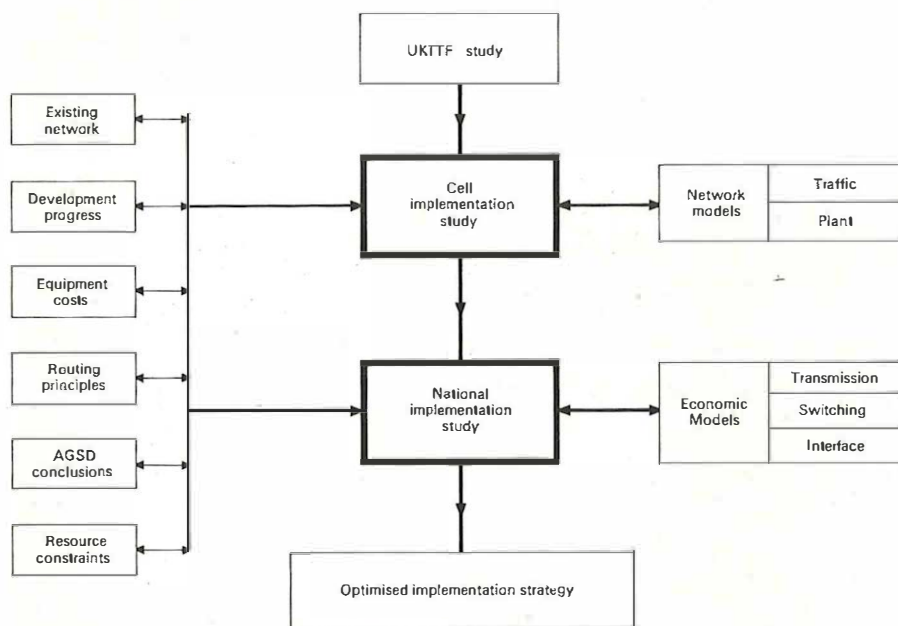 UKTTF study
Existing
network
Development
progress
Equipment
costs
Routing
principles
AGSD
conclusions
Resource
constraints
Cell
implementation
study
Network
models
Traffic
Plant
National
implementation
study
Economic
Models
Transmission
Switching
Interface
Optimised implementation strategy